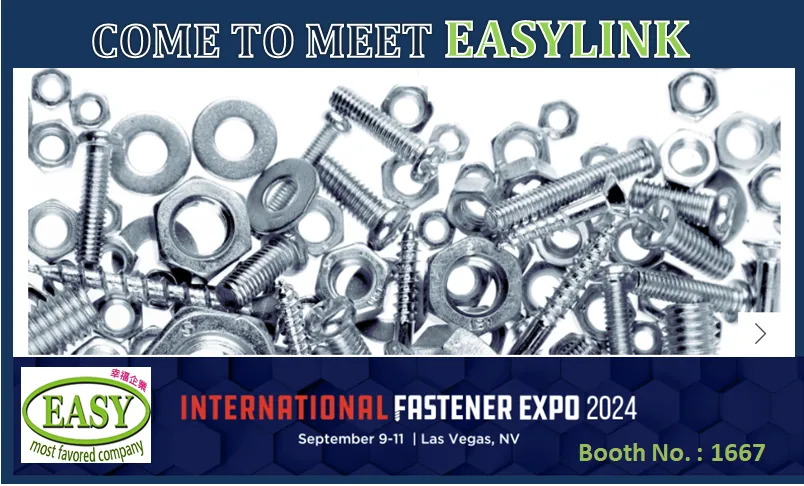 COME TO MEET EASYLINK
幸福企業
EASY
most favored company
INTERNATIONAL FASTENER EXPO 2024
September 9-11 | Las Vegas, NV
Booth No. : 1667